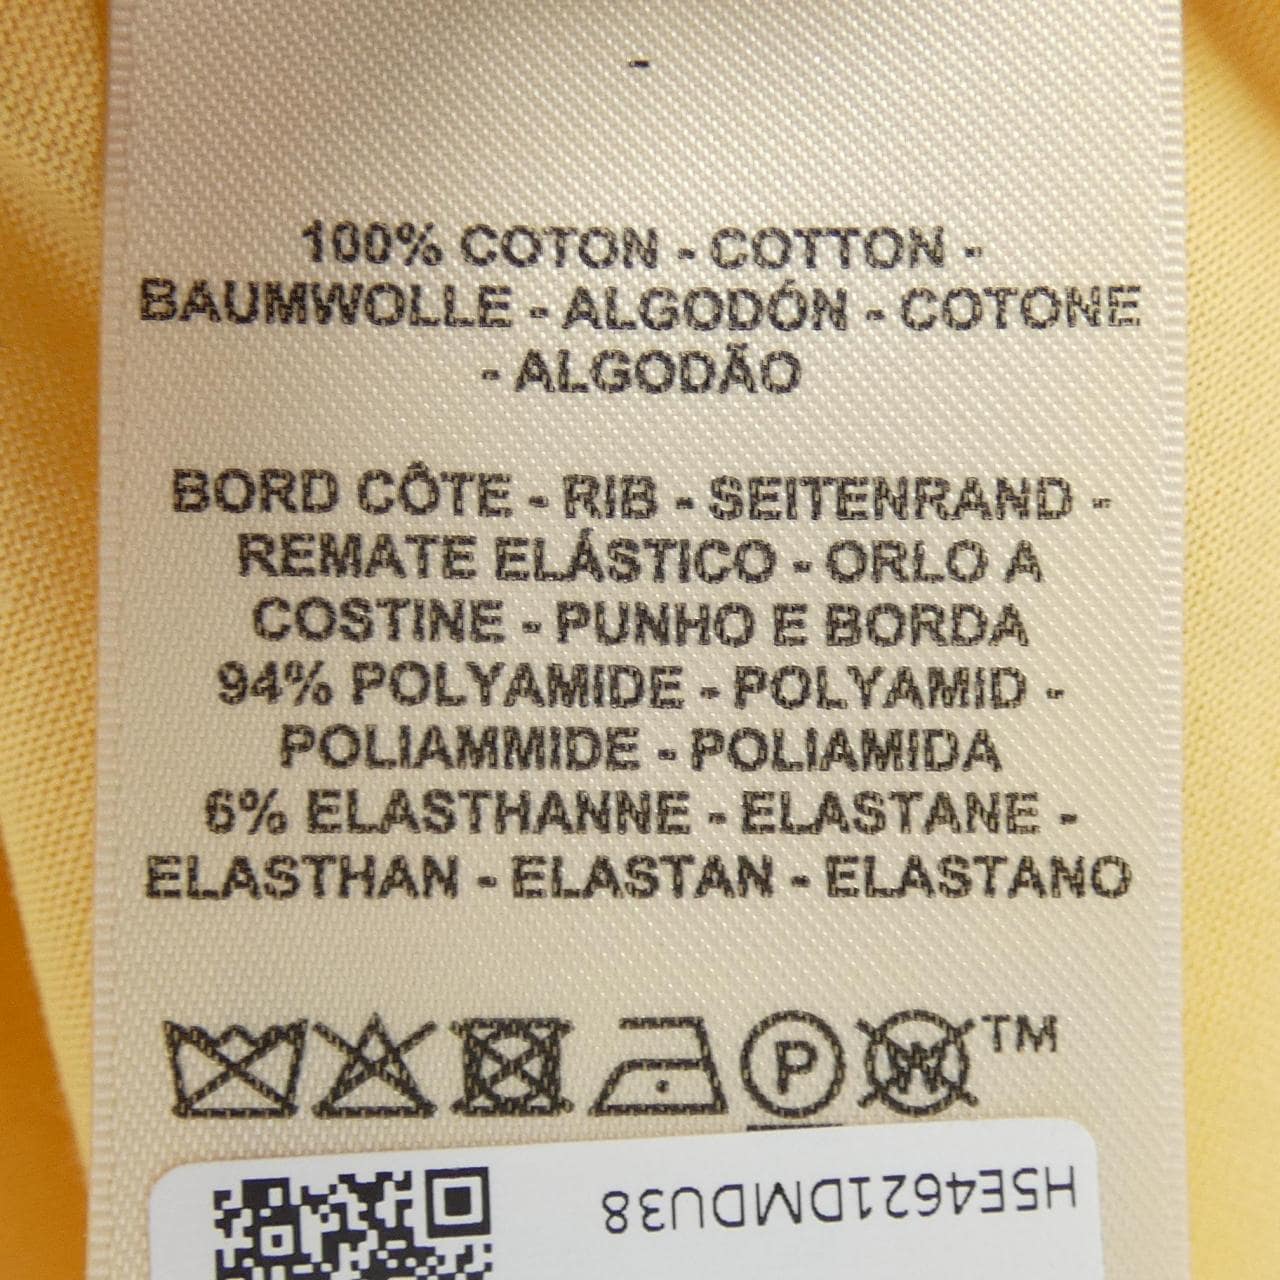 -
100% COTON - COTTON -
BAUMWOLLE - ALGODÓN - COTONE
- ALGODÃO
BORD CÔTE - RIB - SEITENRAND -
REMATE ELÁSTICO - ORLO A
COSTINE - PUNHO E BORDA
94% POLYAMIDE - POLYAMID -
POLIAMMIDE - POLIAMIDA
6% ELASTHANNE - ELASTANE -
ELASTHAN - ELASTAN - ELASTANO
P W TM
HSE4621DMDU38